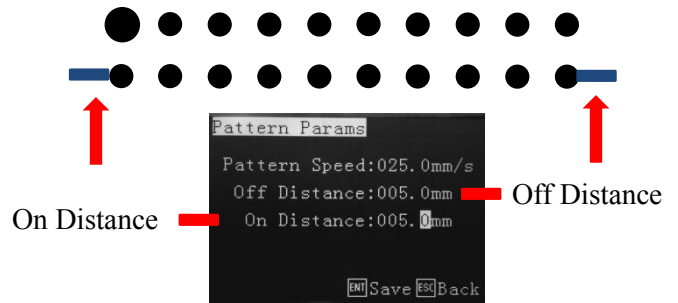 Pattern Params
Pattern Speed:025.0mm/s
Off Distance:005.0mm
Off Distance
On Distance
On Distance:005.0mm
ENT Save ESC Back